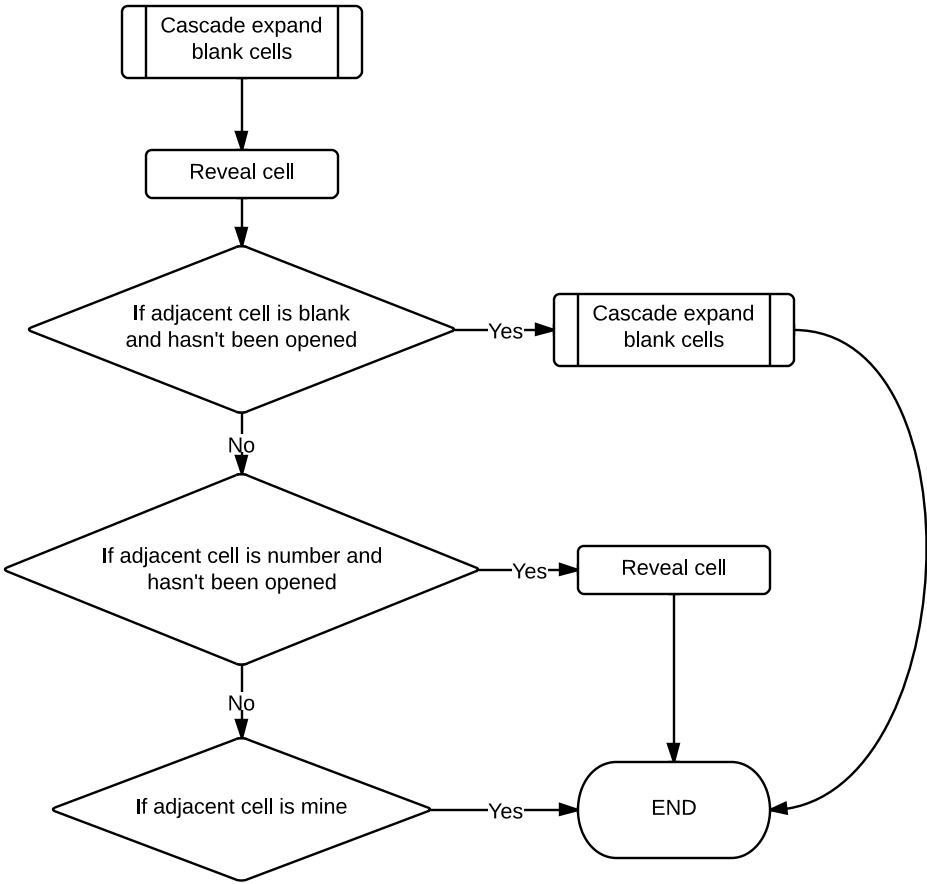 Cascade expand
blank cells
Reveal cell
If adjacent cell is blank
and hasn't been opened
Yes
Cascade expand
blank cells
No
If adjacent cell is number and
hasn't been opened
Yes
Reveal cell
No
If adjacent cell is mine
Yes
END